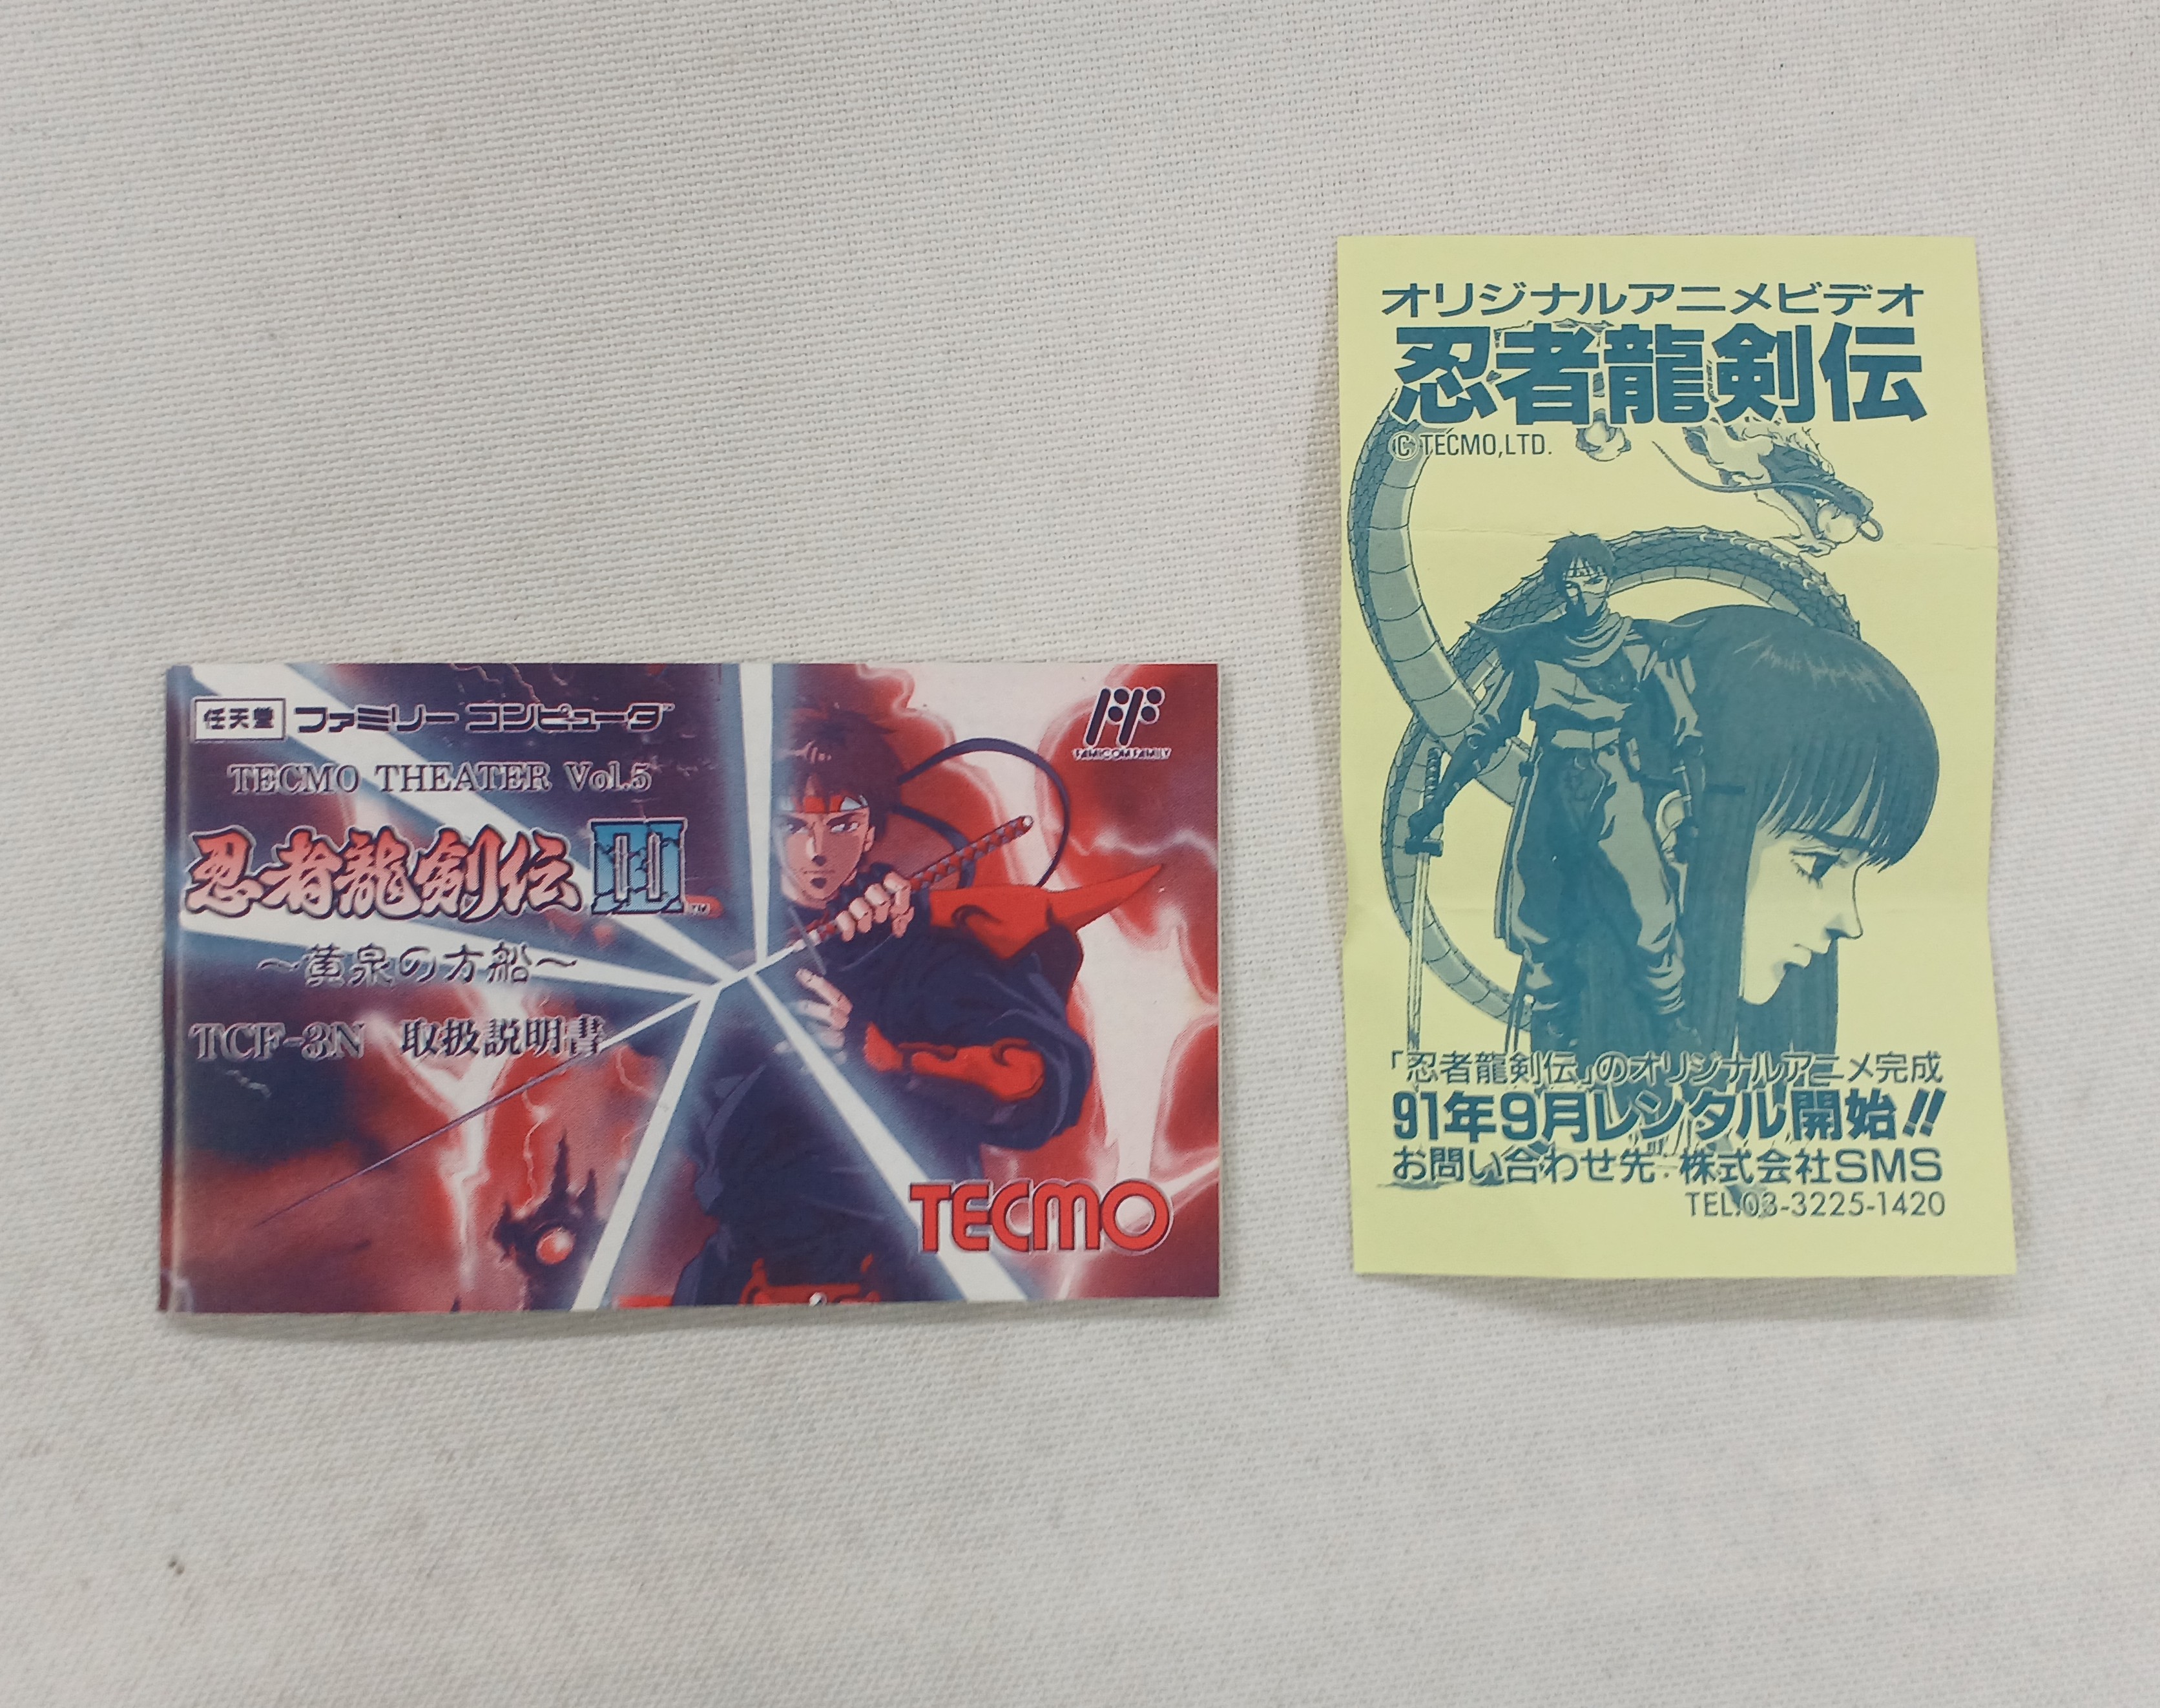 任天堂 ファミリー コンピュータ
FAMICOM FAMILY
TECMO THEATER Vol.5
忍者龍剣伝 III TM
〜黄泉の方船〜
TCF-3N 取扱説明書
TECMO
オリジナルアニメビデオ
忍者龍剣伝
© TECMO,LTD.
「忍者龍剣伝」のオリジナルアニメ完成
91年9月レンタル開始!!
お問い合わせ先:株式会社SMS
TEL.03-3225-1420